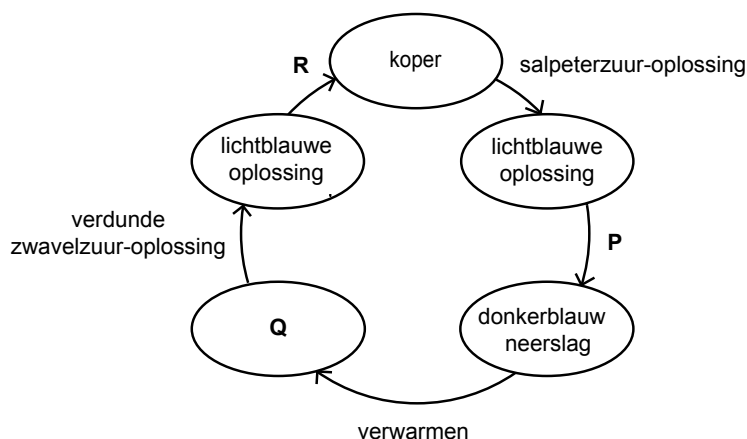 koper
R
salpeterzuur-oplossing
lichtblauwe
oplossing
lichtblauwe
oplossing
verdunde
zwavelzuur-oplossing
P
Q
donkerblauw
neerslag
verwarmen